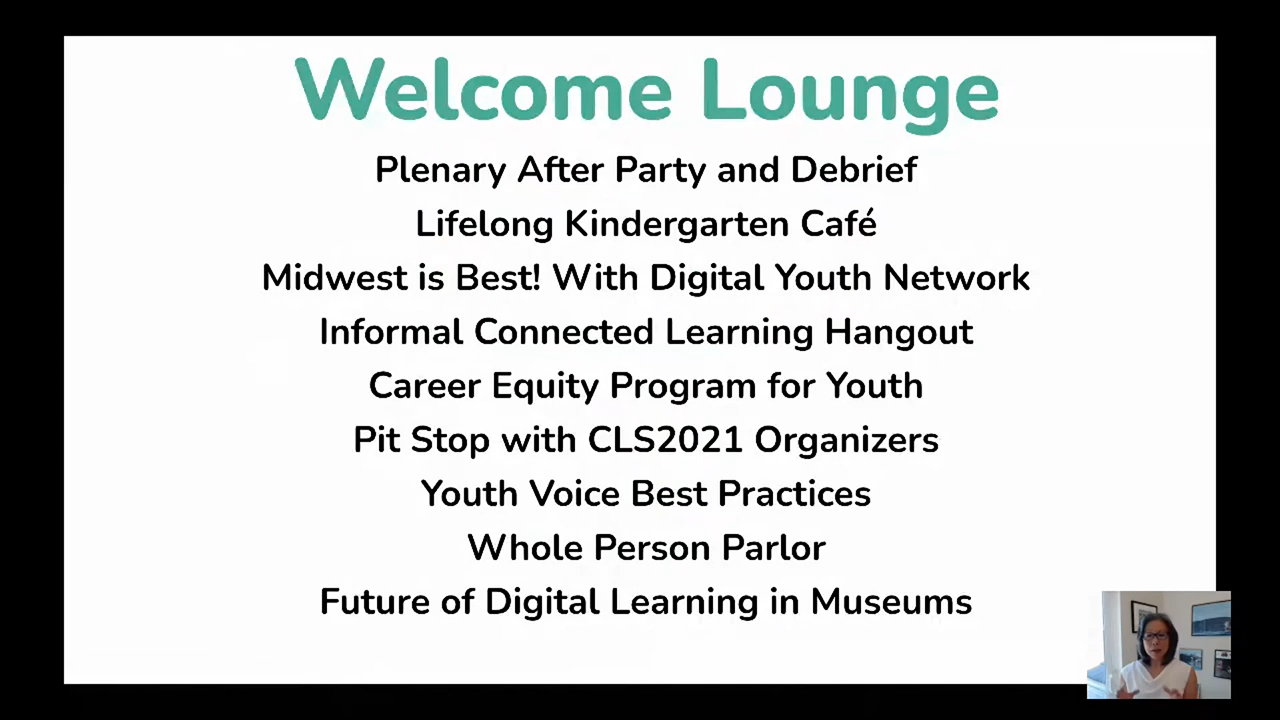 Welcome Lounge
Plenary After Party and Debrief
Lifelong Kindergarten Café
Midwest is Best! With Digital Youth Network
Informal Connected Learning Hangout
Career Equity Program for Youth
Pit Stop with CLS2021 Organizers
Youth Voice Best Practices
Whole Person Parlor
Future of Digital Learning in Museums